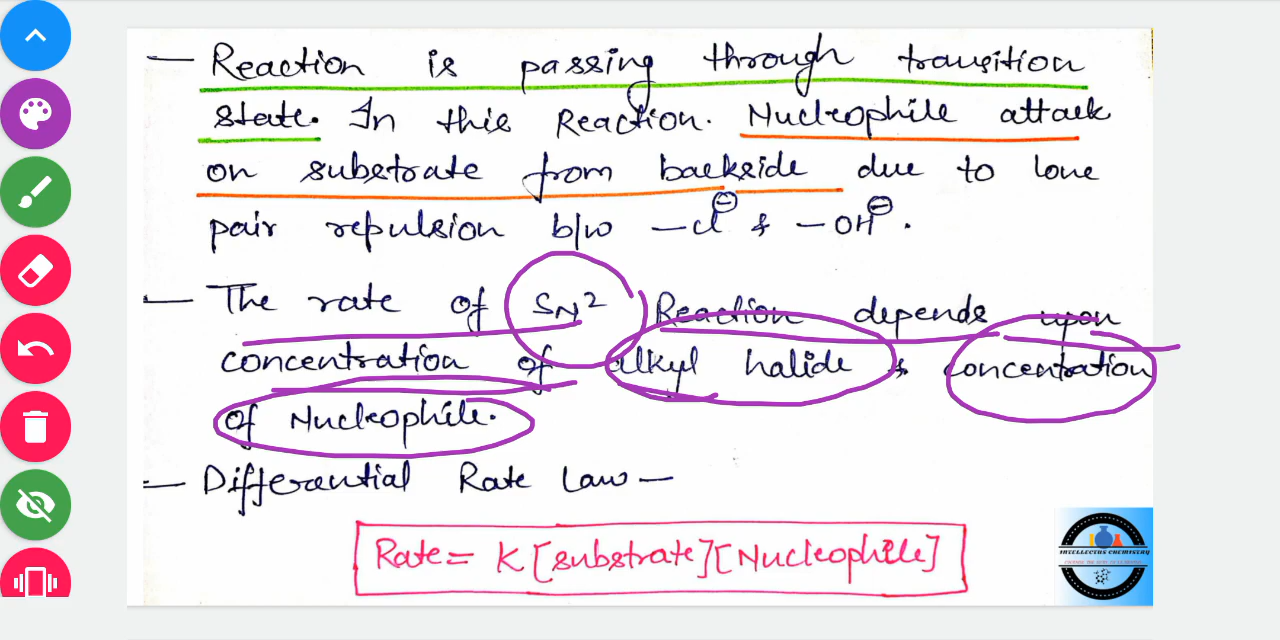 — Reaction is passing through transition
state. In this Reaction. Nucleophile attack
on substrate from backside due to lone
pair repulsion b/w —Cl⊖ & —OH⊖.
— The rate of SN2 Reaction depends upon
concentration of alkyl halide & concentration
of Nucleophile.
— Differential Rate Law —
Rate = K [substrate][Nucleophile]
INTELLECTUS CHEMISTRY